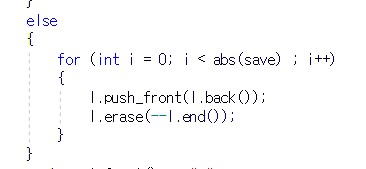 }
else
{
for (int i = 0; i < abs(save) ; i++)
{
l.push_front(l.back());
l.erase(--l.end());
}
}